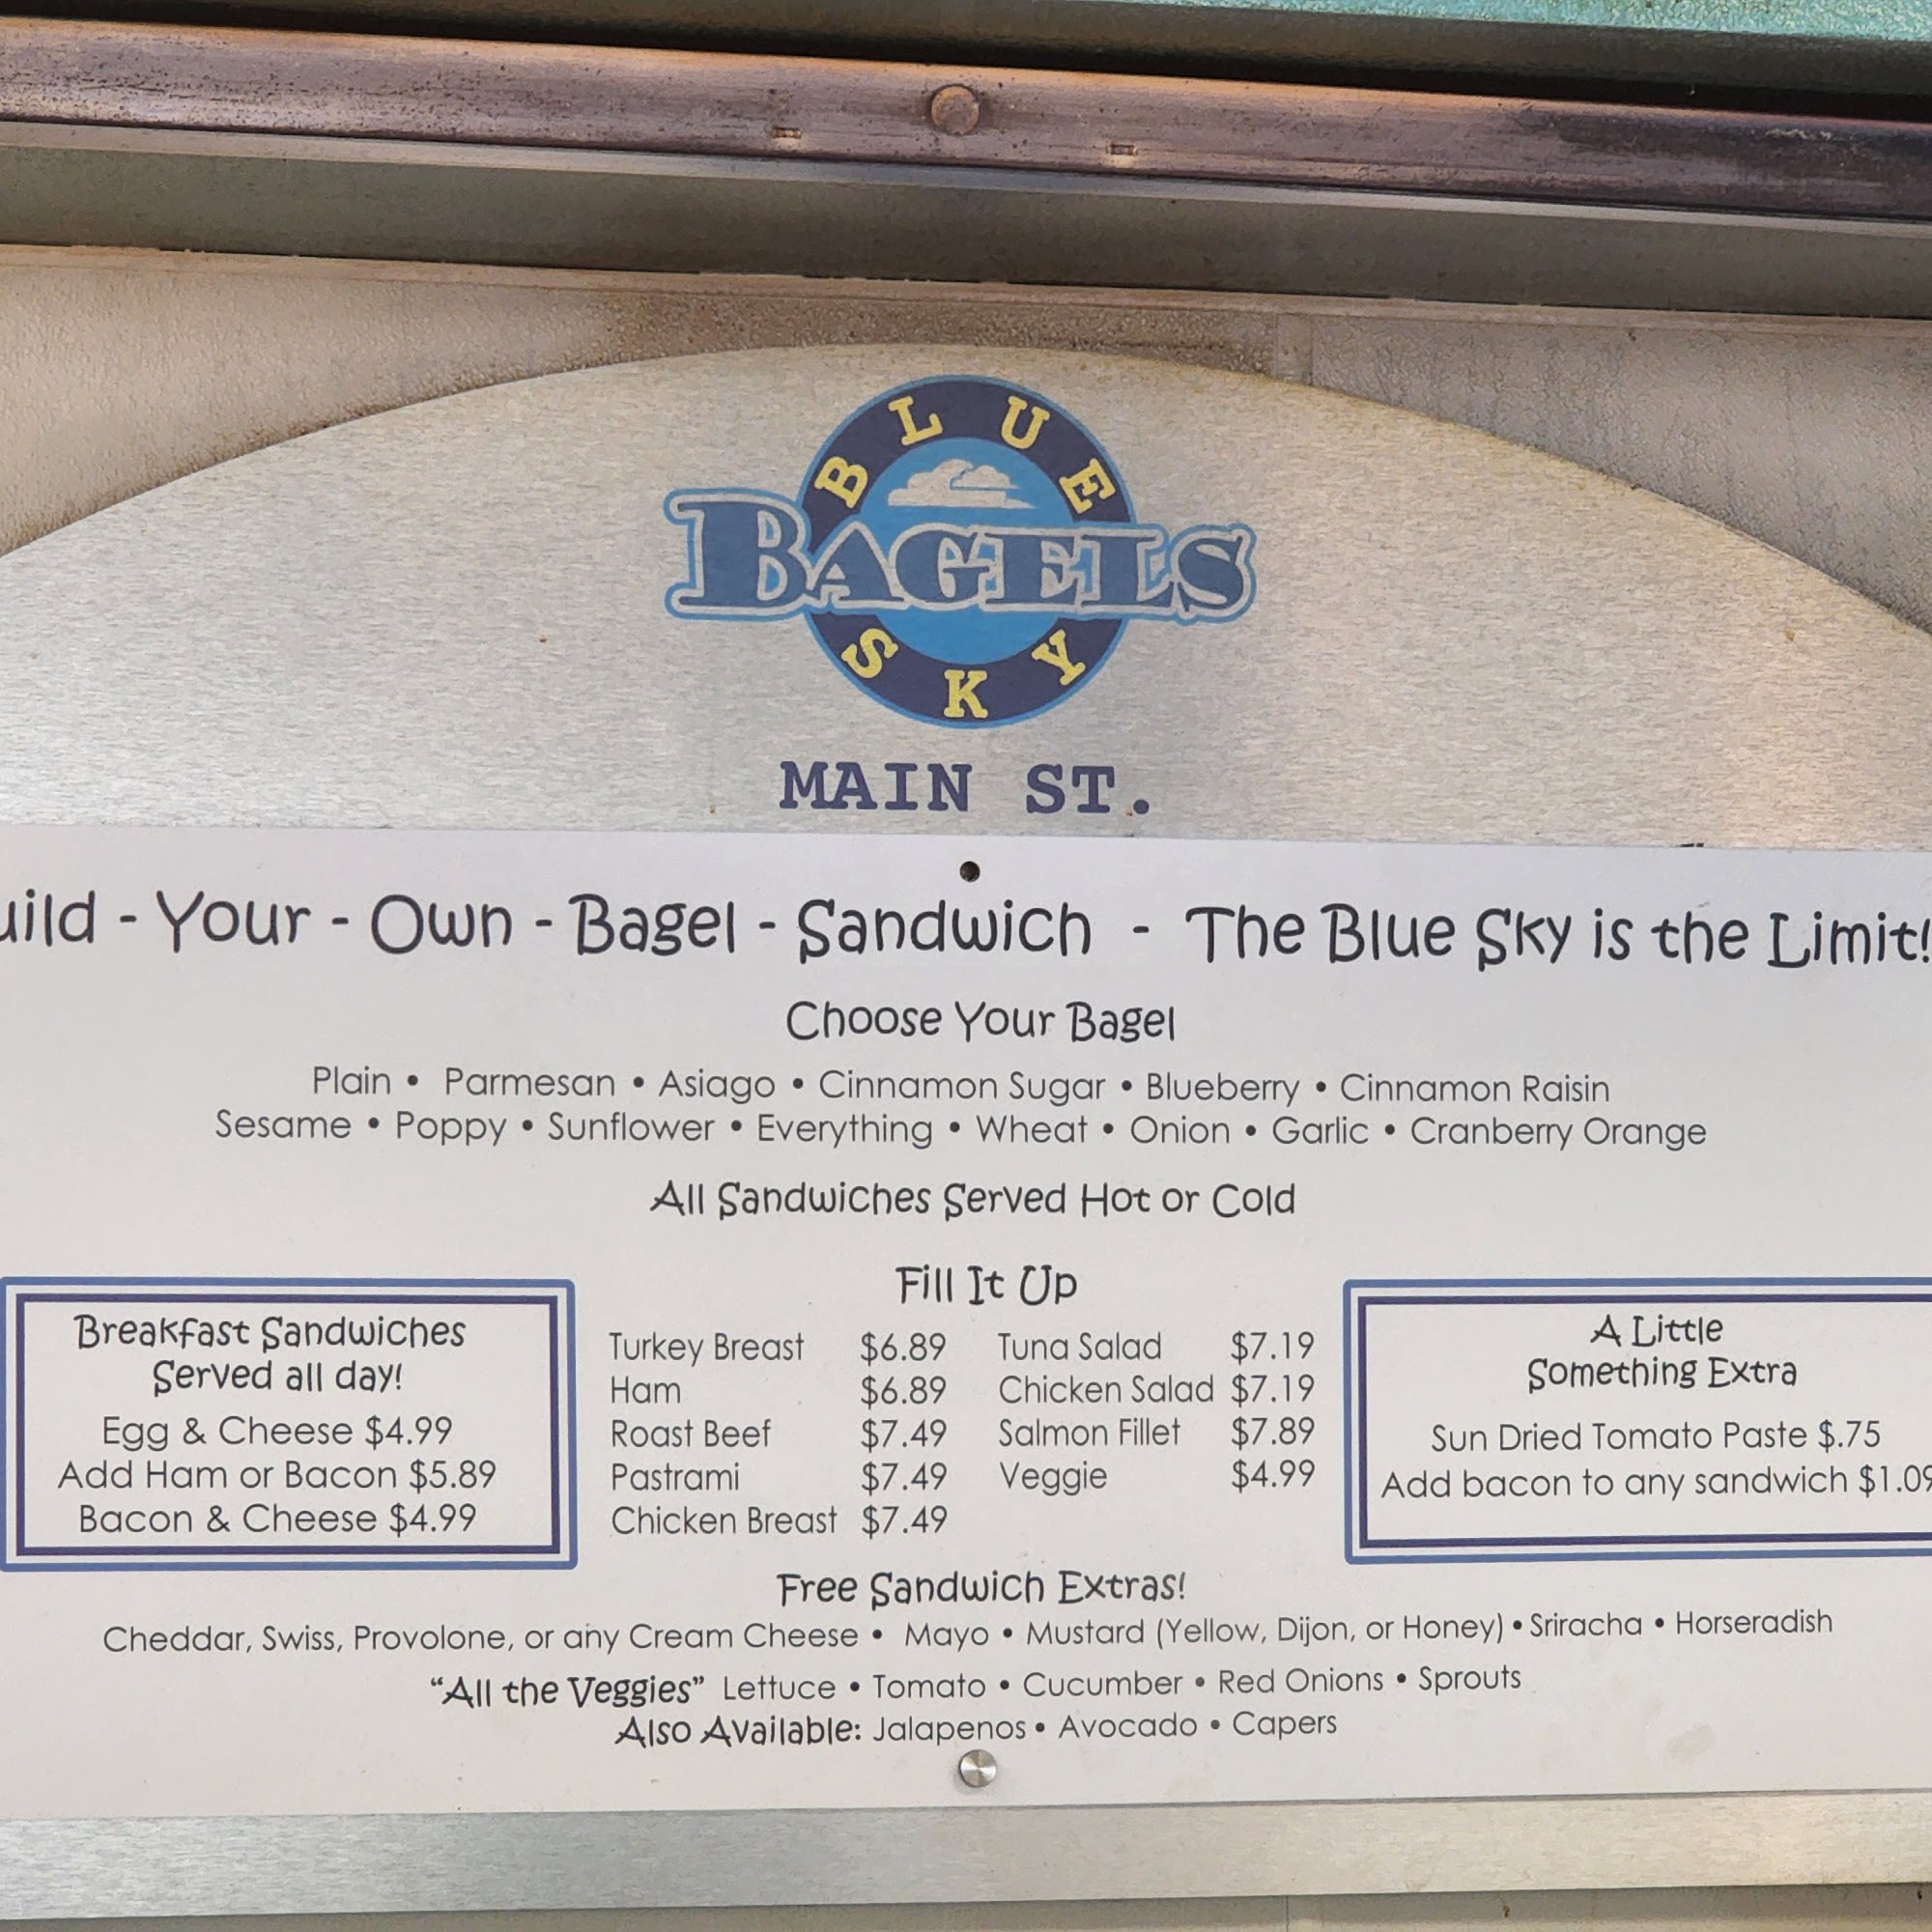 BLUE
BAGELS
SKY
MAIN ST.
uild - Your - Own - Bagel - Sandwich - The Blue Sky is the Limit!
Choose Your Bagel
Plain • Parmesan • Asiago • Cinnamon Sugar • Blueberry • Cinnamon Raisin
Sesame • Poppy • Sunflower • Everything • Wheat • Onion • Garlic • Cranberry Orange
All Sandwiches Served Hot or Cold
Breakfast Sandwiches
Served all day!
Egg & Cheese $4.99
Add Ham or Bacon $5.89
Bacon & Cheese $4.99
Fill It Up
Turkey Breast $6.89
Ham $6.89
Roast Beef $7.49
Pastrami $7.49
Chicken Breast $7.49
Tuna Salad $7.19
Chicken Salad $7.19
Salmon Fillet $7.89
Veggie $4.99
A Little
Something Extra
Sun Dried Tomato Paste $.75
Add bacon to any sandwich $1.09
Free Sandwich Extras!
Cheddar, Swiss, Provolone, or any Cream Cheese • Mayo • Mustard (Yellow, Dijon, or Honey) • Sriracha • Horseradish
“All the Veggies” Lettuce • Tomato • Cucumber • Red Onions • Sprouts
Also Available: Jalapenos • Avocado • Capers